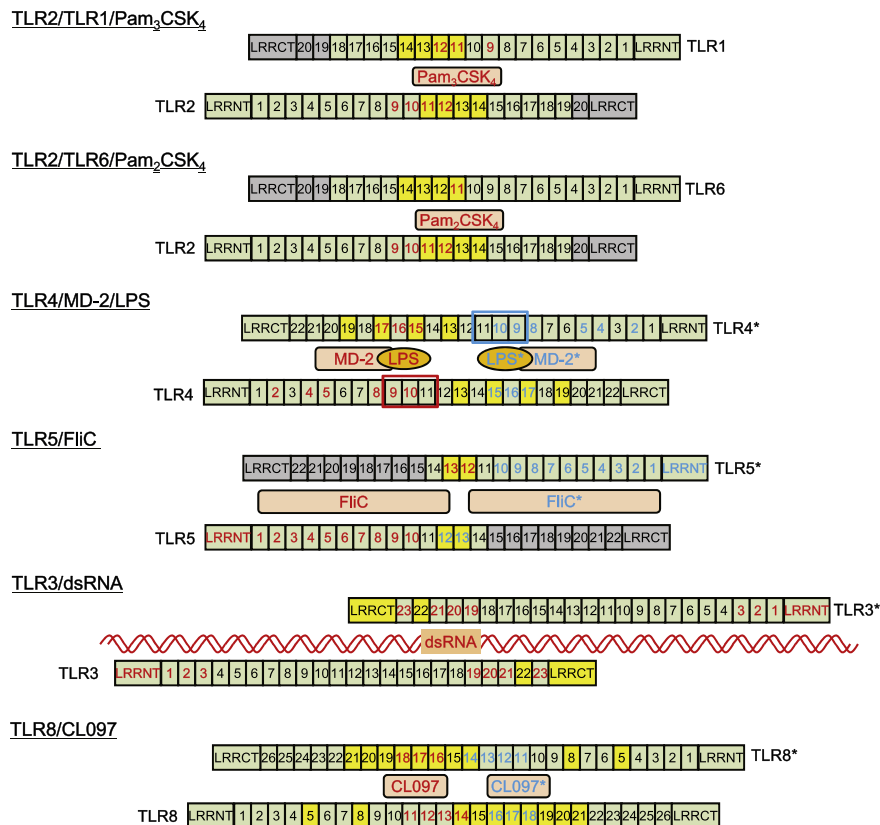 TLR2/TLR1/Pam3CSK4
LRRCT 20 19 18 17 16 15 14 13 12 11 10 9 8 7 6 5 4 3 2 1 LRRNT TLR1
Pam3CSK4
TLR2 LRRNT 1 2 3 4 5 6 7 8 9 10 11 12 13 14 15 16 17 18 19 20 LRRCT
TLR2/TLR6/Pam2CSK4
LRRCT 20 19 18 17 16 15 14 13 12 11 10 9 8 7 6 5 4 3 2 1 LRRNT TLR6
Pam2CSK4
TLR2 LRRNT 1 2 3 4 5 6 7 8 9 10 11 12 13 14 15 16 17 18 19 20 LRRCT
TLR4/MD-2/LPS
LRRCT 22 21 20 19 18 17 16 15 14 13 12 11 10 9 8 7 6 5 4 3 2 1 LRRNT TLR4*
MD-2 LPS LPS* MD-2*
TLR4 LRRNT 1 2 3 4 5 6 7 8 9 10 11 12 13 14 15 16 17 18 19 20 21 22 LRRCT
TLR5/FliC
LRRCT 22 21 20 19 18 17 16 15 14 13 12 11 10 9 8 7 6 5 4 3 2 1 LRRNT TLR5*
FliC FliC*
TLR5 LRRNT 1 2 3 4 5 6 7 8 9 10 11 12 13 14 15 16 17 18 19 20 21 22 LRRCT
TLR3/dsRNA
LRRCT 23 22 21 20 19 18 17 16 15 14 13 12 11 10 9 8 7 6 5 4 3 2 1 LRRNT TLR3*
dsRNA
TLR3 LRRNT 1 2 3 4 5 6 7 8 9 10 11 12 13 14 15 16 17 18 19 20 21 22 23 LRRCT
TLR8/CL097
LRRCT 26 25 24 23 22 21 20 19 18 17 16 15 14 13 12 11 10 9 8 7 6 5 4 3 2 1 LRRNT TLR8*
CL097 CL097*
TLR8 LRRNT 1 2 3 4 5 6 7 8 9 10 11 12 13 14 15 16 17 18 19 20 21 22 23 24 25 26 LRRCT